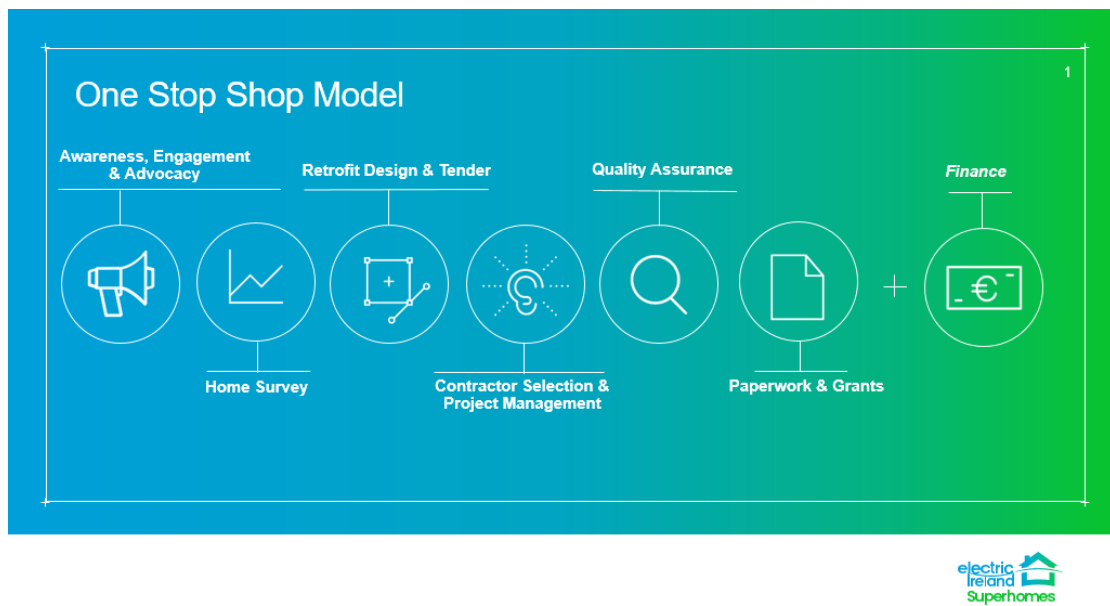 1
One Stop Shop Model
Awareness, Engagement
& Advocacy
Retrofit Design & Tender
Quality Assurance
Finance
+
€
Home Survey
Contractor Selection &
Project Management
Paperwork & Grants
electric
Ireland
Superhomes